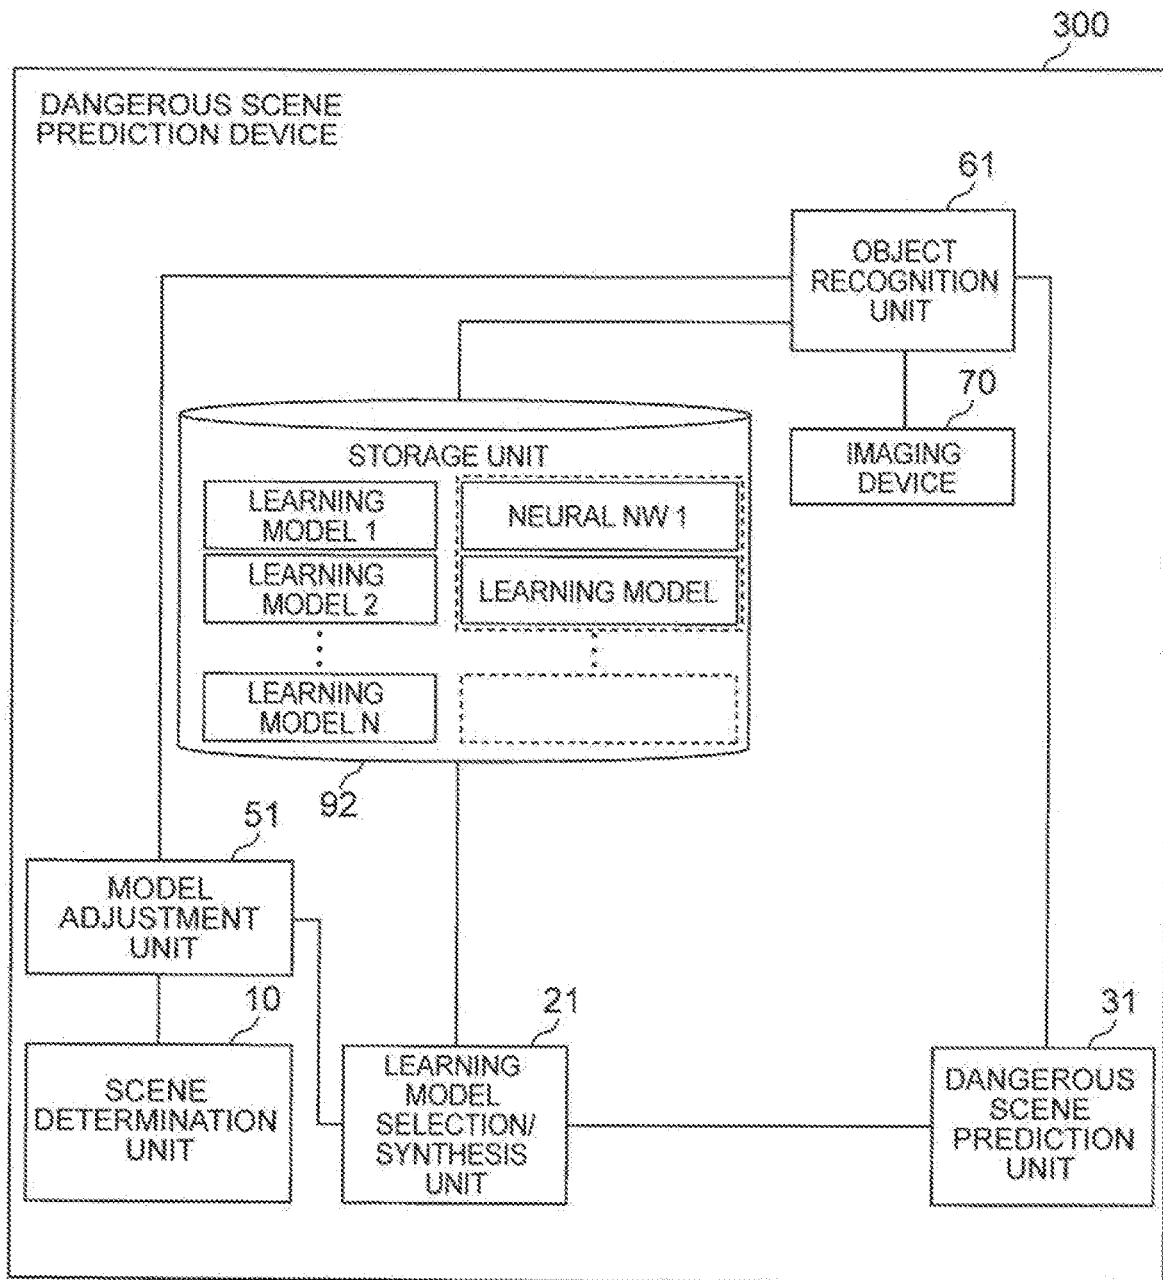 300
DANGEROUS SCENE
PREDICTION DEVICE
61
OBJECT
RECOGNITION
UNIT
70
IMAGING
DEVICE
STORAGE UNIT
LEARNING
MODEL 1
NEURAL NW 1
LEARNING
MODEL 2
LEARNING MODEL
LEARNING
MODEL N
92
51
MODEL
ADJUSTMENT
UNIT
10
SCENE
DETERMINATION
UNIT
21
LEARNING
MODEL
SELECTION/
SYNTHESIS
UNIT
31
DANGEROUS
SCENE
PREDICTION
UNIT